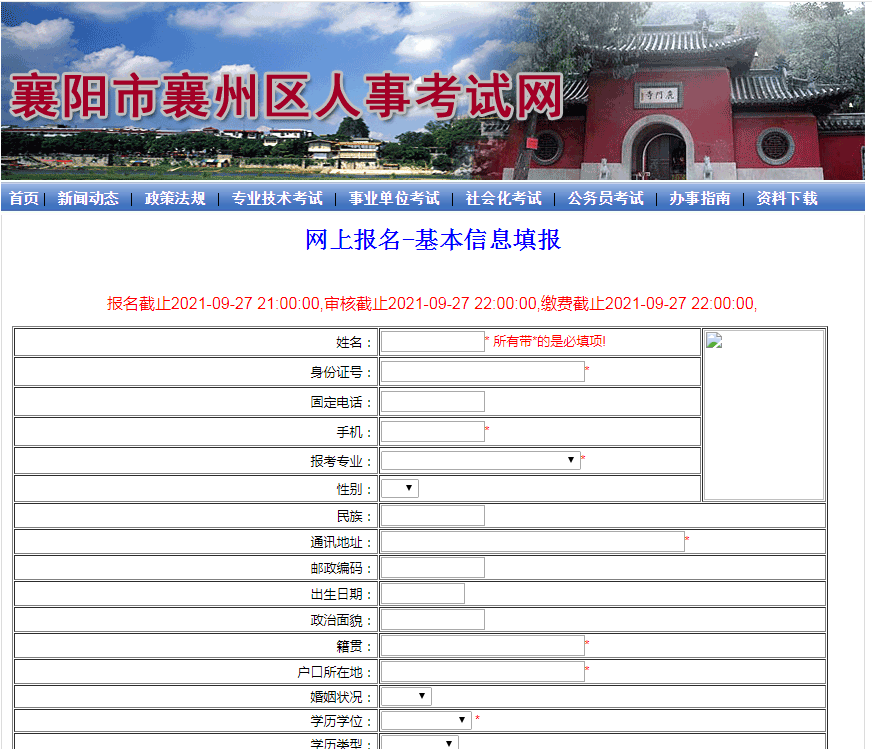 襄阳市襄州区人事考试网
首页 | 新闻动态 | 政策法规 | 专业技术考试 | 事业单位考试 | 社会化考试 | 公务员考试 | 办事指南 | 资料下载
网上报名-基本信息填报
报名截止2021-09-27 21:00:00,审核截止2021-09-27 22:00:00,缴费截止2021-09-27 22:00:00,
姓名： * 所有带*的是必填项!
身份证号： *
固定电话：
手机： *
报考专业： *
性别：
民族：
通讯地址： *
邮政编码：
出生日期：
政治面貌：
籍贯： *
户口所在地： *
婚姻状况：
学历学位： *
学历类型：